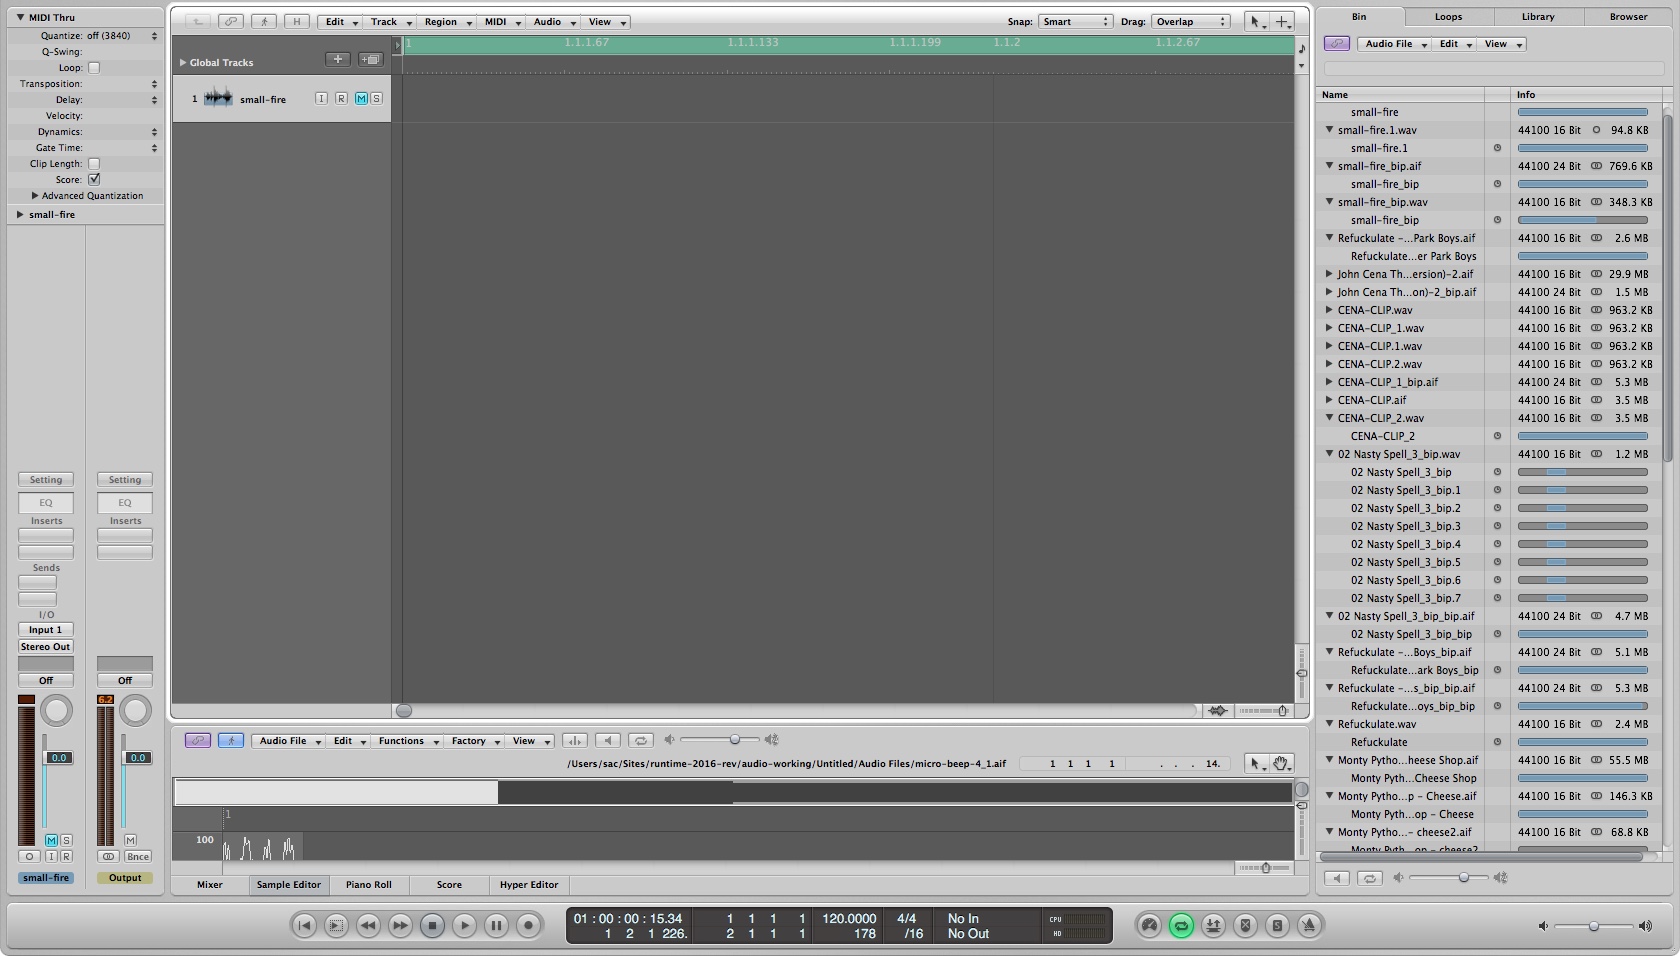 MIDI Thru
Quantize: off (3840)
Q-Swing:
Loop:
Transposition:
Delay:
Velocity:
Dynamics:
Gate Time:
Clip Length:
Score:
Advanced Quantization
small-fire
Setting Setting
EQ EQ
Inserts Inserts
Sends
I/O
Input 1
Stereo Out
Off Off
6.2
0.0 0.0
M S M
O I R Bnce
small-fire Output
H Edit Track Region MIDI Audio View Snap: Smart Drag: Overlap
1 1.1.1.67 1.1.1.133 1.1.1.199 1.1.2 1.1.2.67
Global Tracks
1 small-fire I R M S
Audio File Edit Functions Factory View
/Users/sac/Sites/runtime-2016-rev/audio-working/Untitled/Audio Files/micro-beep-4_1.aif 1 1 1 1 . . . 14.
1
100
Mixer Sample Editor Piano Roll Score Hyper Editor
Bin Loops Library Browser
Audio File Edit View
Name Info
small-fire
small-fire.1.wav 44100 16 Bit 94.8 KB
small-fire.1
small-fire_bip.aif 44100 24 Bit 769.6 KB
small-fire_bip
small-fire_bip.wav 44100 16 Bit 348.3 KB
small-fire_bip
Refuckulate -...Park Boys.aif 44100 16 Bit 2.6 MB
Refuckulate...er Park Boys
John Cena Th...ersion)-2.aif 44100 16 Bit 29.9 MB
John Cena Th...on)-2_bip.aif 44100 24 Bit 1.5 MB
CENA-CLIP.wav 44100 16 Bit 963.2 KB
CENA-CLIP_1.wav 44100 16 Bit 963.2 KB
CENA-CLIP.1.wav 44100 16 Bit 963.2 KB
CENA-CLIP.2.wav 44100 16 Bit 963.2 KB
CENA-CLIP_1_bip.aif 44100 24 Bit 5.3 MB
CENA-CLIP.aif 44100 16 Bit 3.5 MB
CENA-CLIP_2.wav 44100 16 Bit 3.5 MB
CENA-CLIP_2
02 Nasty Spell_3_bip.wav 44100 16 Bit 1.2 MB
02 Nasty Spell_3_bip
02 Nasty Spell_3_bip.1
02 Nasty Spell_3_bip.2
02 Nasty Spell_3_bip.3
02 Nasty Spell_3_bip.4
02 Nasty Spell_3_bip.5
02 Nasty Spell_3_bip.6
02 Nasty Spell_3_bip.7
02 Nasty Spell_3_bip_bip.aif 44100 24 Bit 4.7 MB
02 Nasty Spell_3_bip_bip
Refuckulate -...Boys_bip.aif 44100 24 Bit 5.1 MB
Refuckulate...ark Boys_bip
Refuckulate -...s_bip_bip.aif 44100 24 Bit 5.3 MB
Refuckulate...oys_bip_bip
Refuckulate.wav 44100 16 Bit 2.4 MB
Refuckulate
Monty Pytho...heese Shop.aif 44100 16 Bit 55.5 MB
Monty Pyth...Cheese Shop
Monty Pytho...p - Cheese.aif 44100 16 Bit 146.3 KB
Monty Pyth...op - Cheese
Monty Pytho...- cheese2.aif 44100 16 Bit 68.8 KB
Monty Pyth...op - cheese2
01 : 00 : 00 : 15.34 1 1 1 1 120.0000 4/4 No In CPU
1 2 1 226. 2 1 1 1 178 /16 No Out HD
S